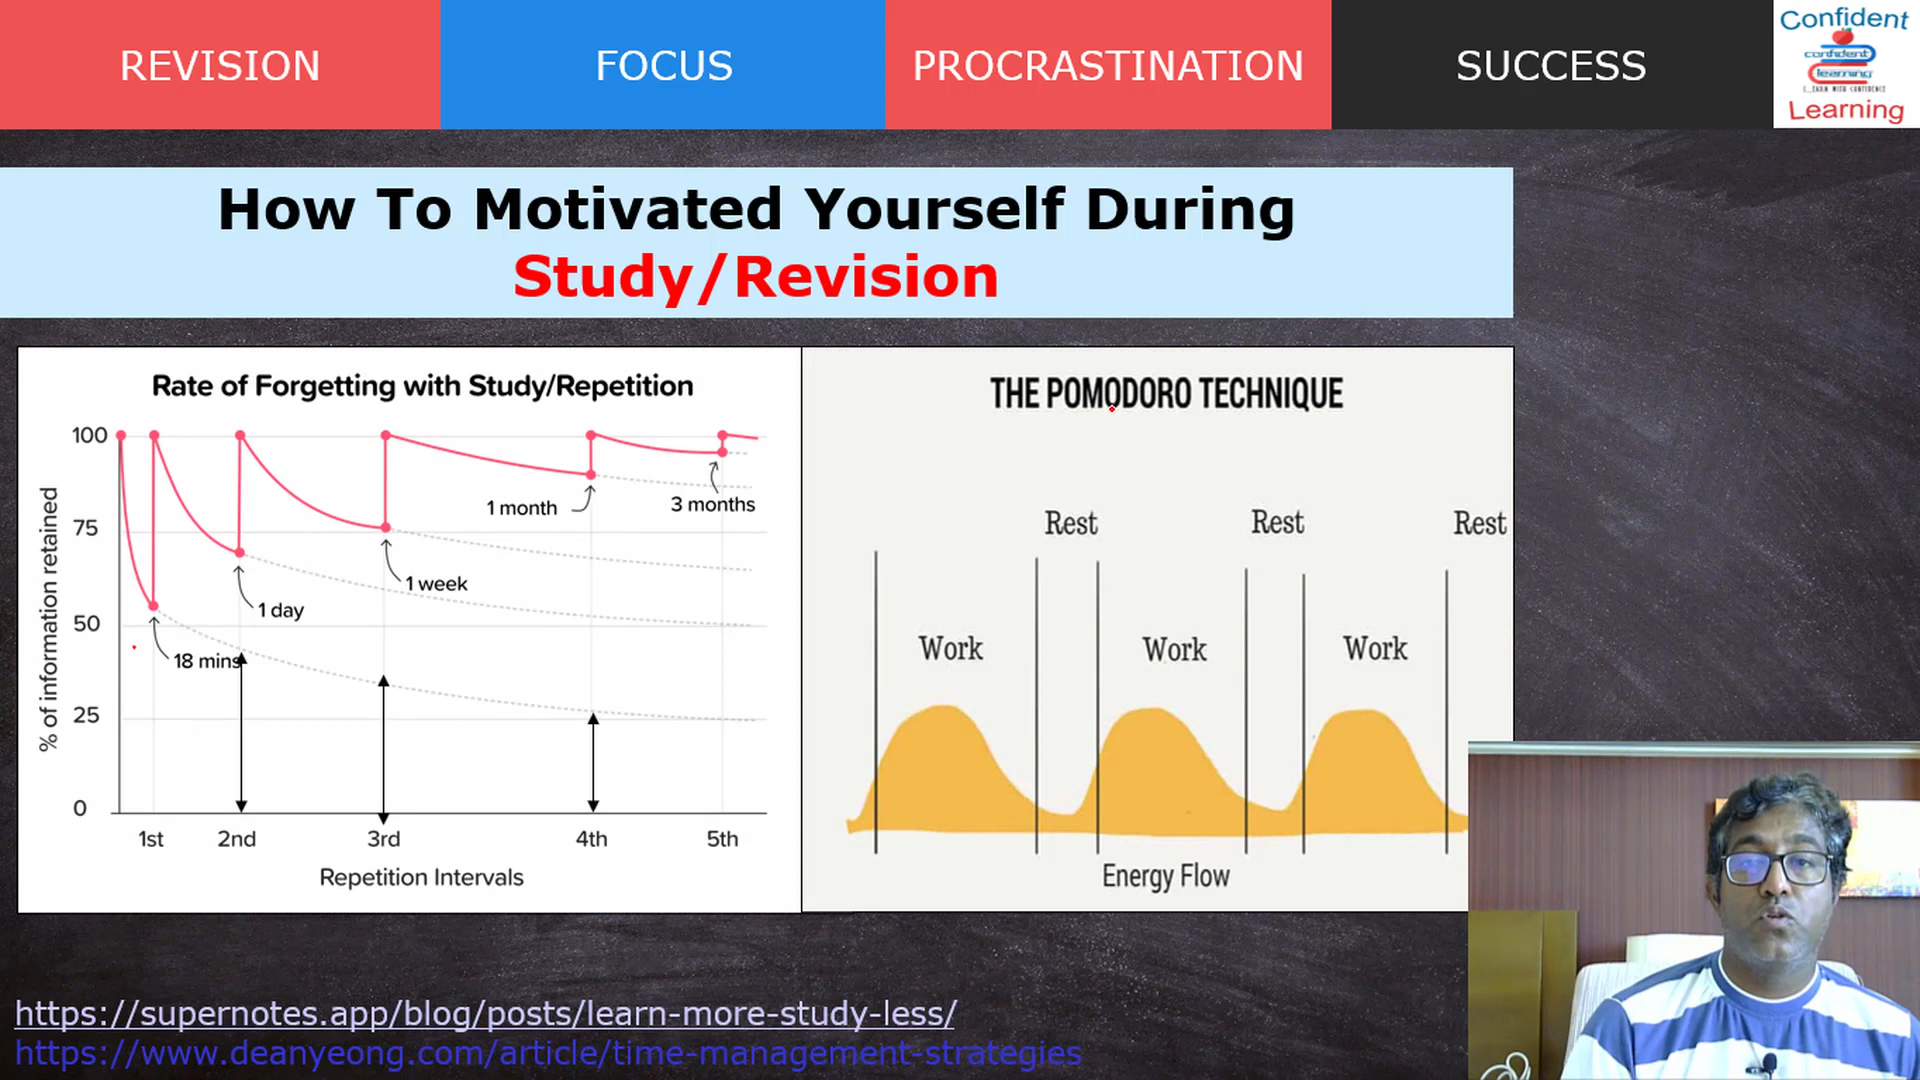 REVISION
FOCUS
PROCRASTINATION
SUCCESS
Confident
confident
learning
Learning
How To Motivated Yourself During
Study/Revision
Rate of Forgetting with Study/Repetition
% of information retained
100
75
50
25
0
18 mins
1 day
1 week
1 month
3 months
1st
2nd
3rd
4th
5th
Repetition Intervals
THE POMODORO TECHNIQUE
Rest
Rest
Rest
Work
Work
Work
Energy Flow
https://supernotes.app/blog/posts/learn-more-study-less/
https://www.deanyeong.com/article/time-management-strategies